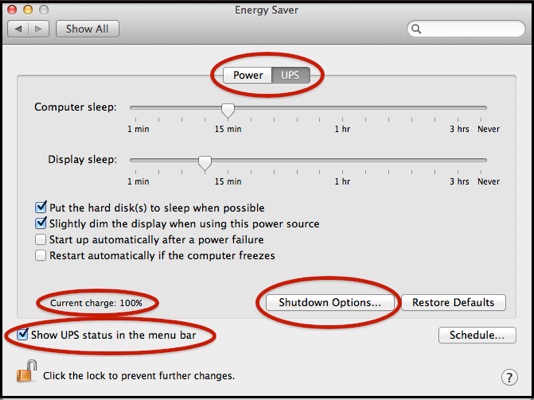 Energy Saver
Show All
Power UPS
Computer sleep:
1 min 15 min 1 hr 3 hrs Never
Display sleep:
1 min 15 min 1 hr 3 hrs Never
Put the hard disk(s) to sleep when possible
Slightly dim the display when using this power source
Start up automatically after a power failure
Restart automatically if the computer freezes
Current charge: 100% Shutdown Options... Restore Defaults
Show UPS status in the menu bar Schedule...
Click the lock to prevent further changes. ?